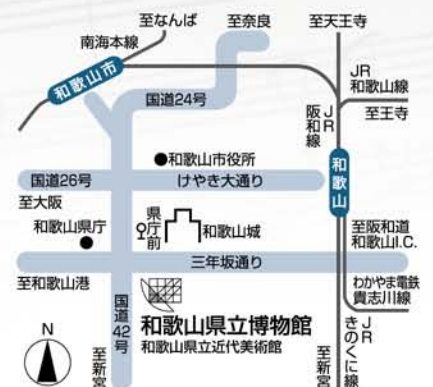 至なんば
至奈良
至天王寺
南海本線
和歌山市
国道24号
JR
和歌山線
JR
阪和線
至王寺
●和歌山市役所
和歌山
国道26号
けやき大通り
至大阪
和歌山県庁
県庁前
和歌山城
至阪和道
和歌山I.C.
三年坂通り
至和歌山港
わかやま電鉄
貴志川線
国道42号
和歌山県立博物館
和歌山県立近代美術館
N
至新宮
至新宮
JR
きのくに線